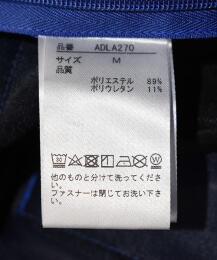 品番 ADLA270
サイズ M
品質
ポリエステル 89%
ポリウレタン 11%
他のものと分けて洗ってくださ
い。
ファスナーは閉じてお洗い下さ
い。